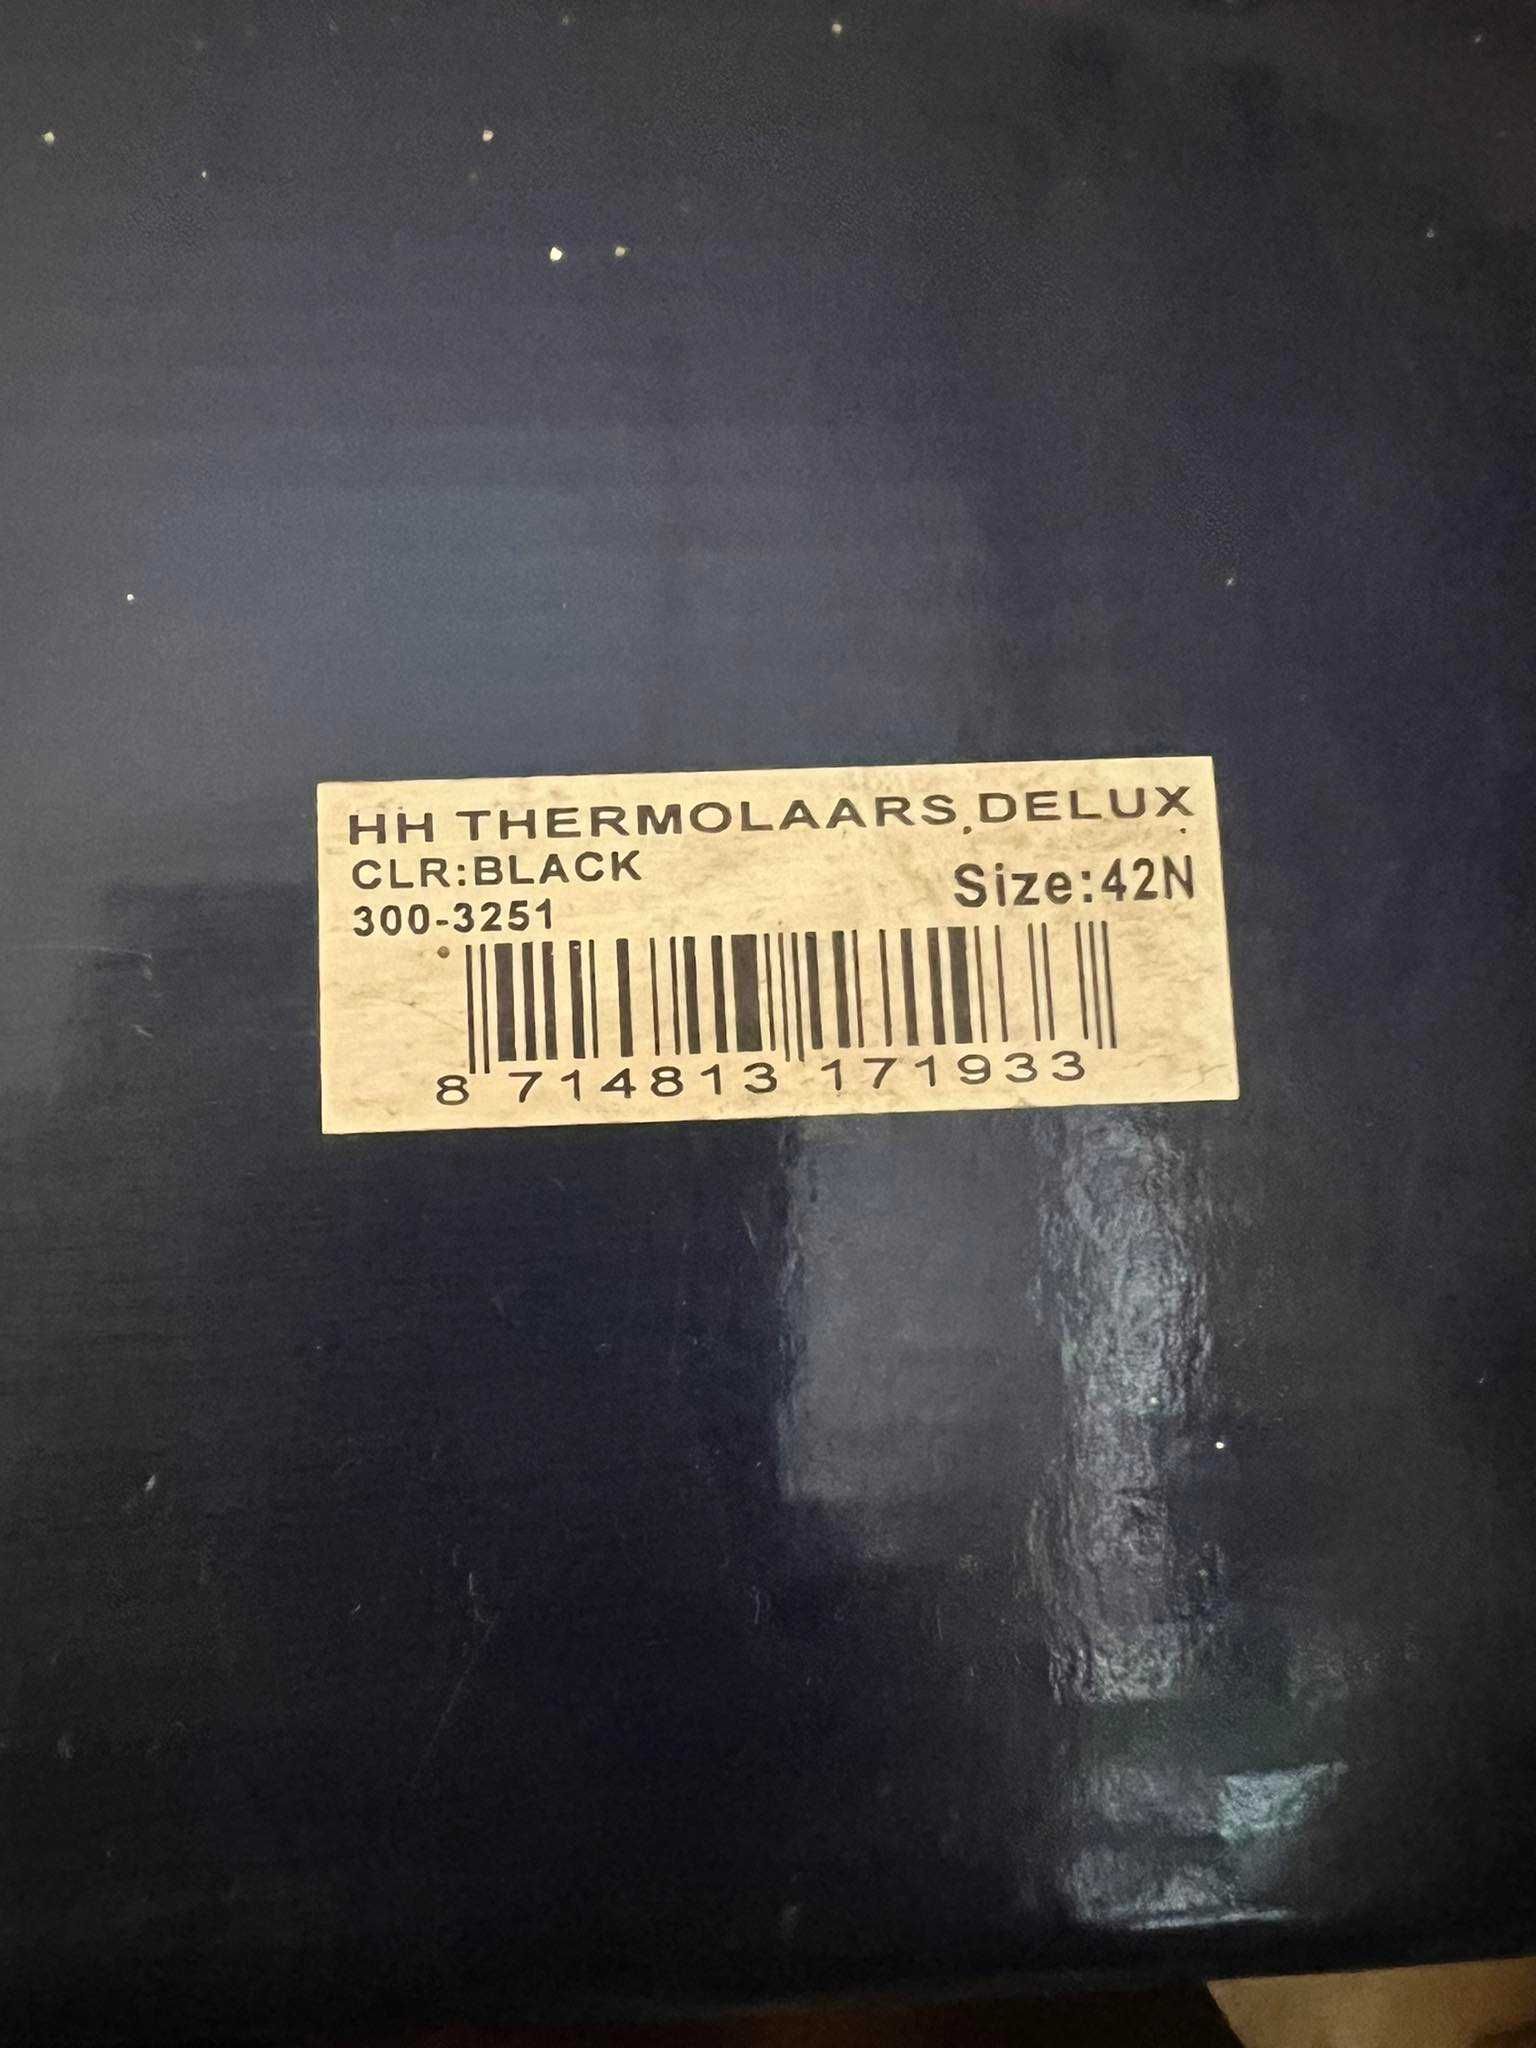 HH THERMOLAARS DELUX
CLR:BLACK
Size:42N
300-3251
8 714813 171933